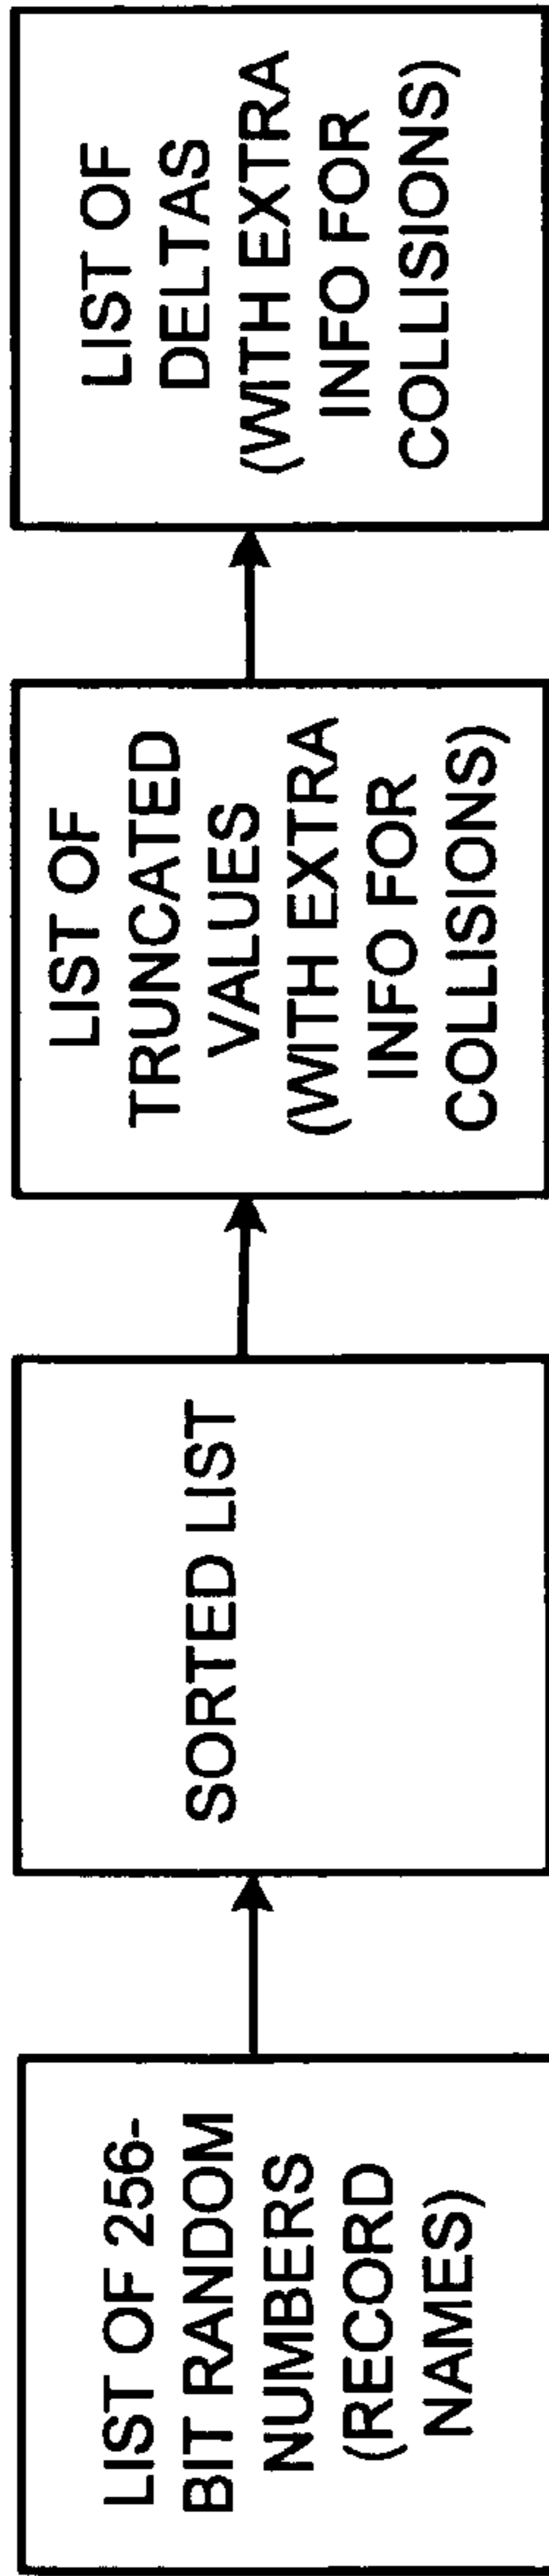 LIST OF 256-
BIT RANDOM
NUMBERS
(RECORD
NAMES)
SORTED LIST
LIST OF
TRUNCATED
VALUES
(WITH EXTRA
INFO FOR
COLLISIONS)
LIST OF
DELTAS
(WITH EXTRA
INFO FOR
COLLISIONS)